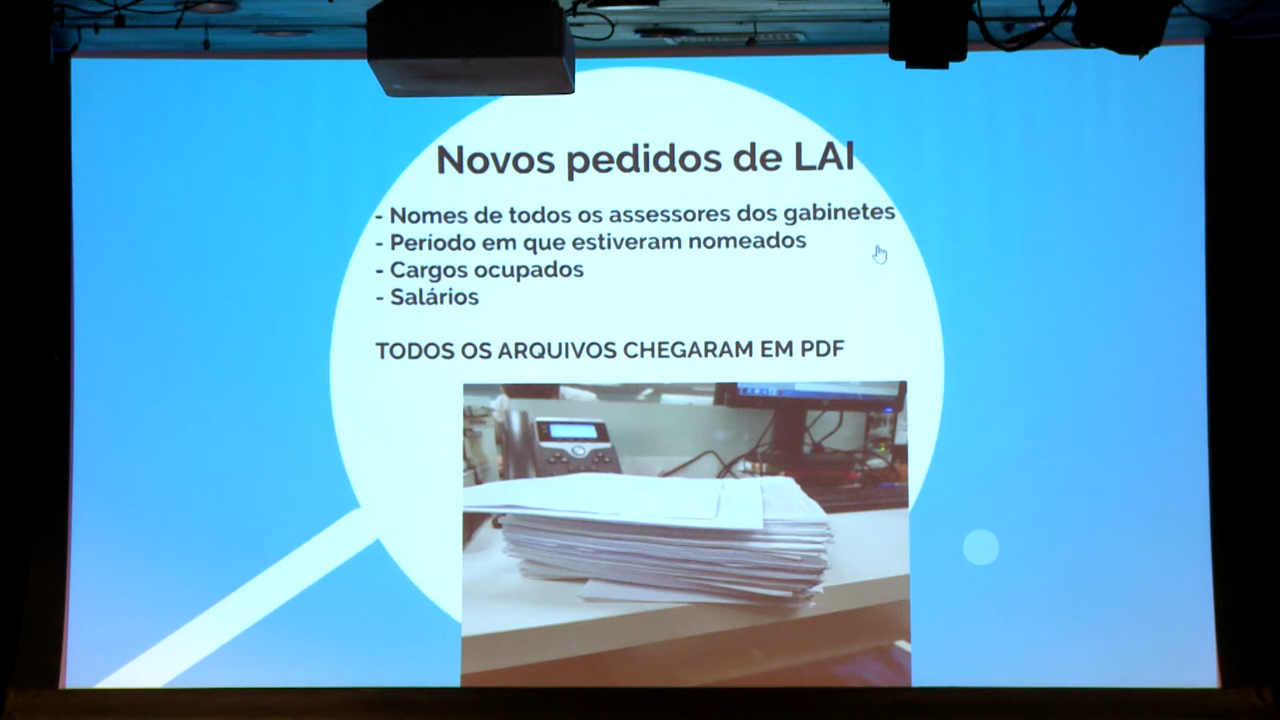 Novos pedidos de LAI
- Nomes de todos os assessores dos gabinetes
- Período em que estiveram nomeados
- Cargos ocupados
- Salários
TODOS OS ARQUIVOS CHEGARAM EM PDF